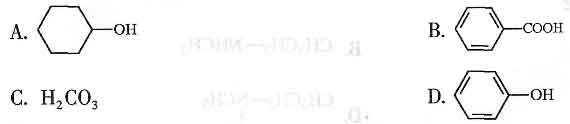 A. OH B. COOH
C. H₂CO₃ D. OH